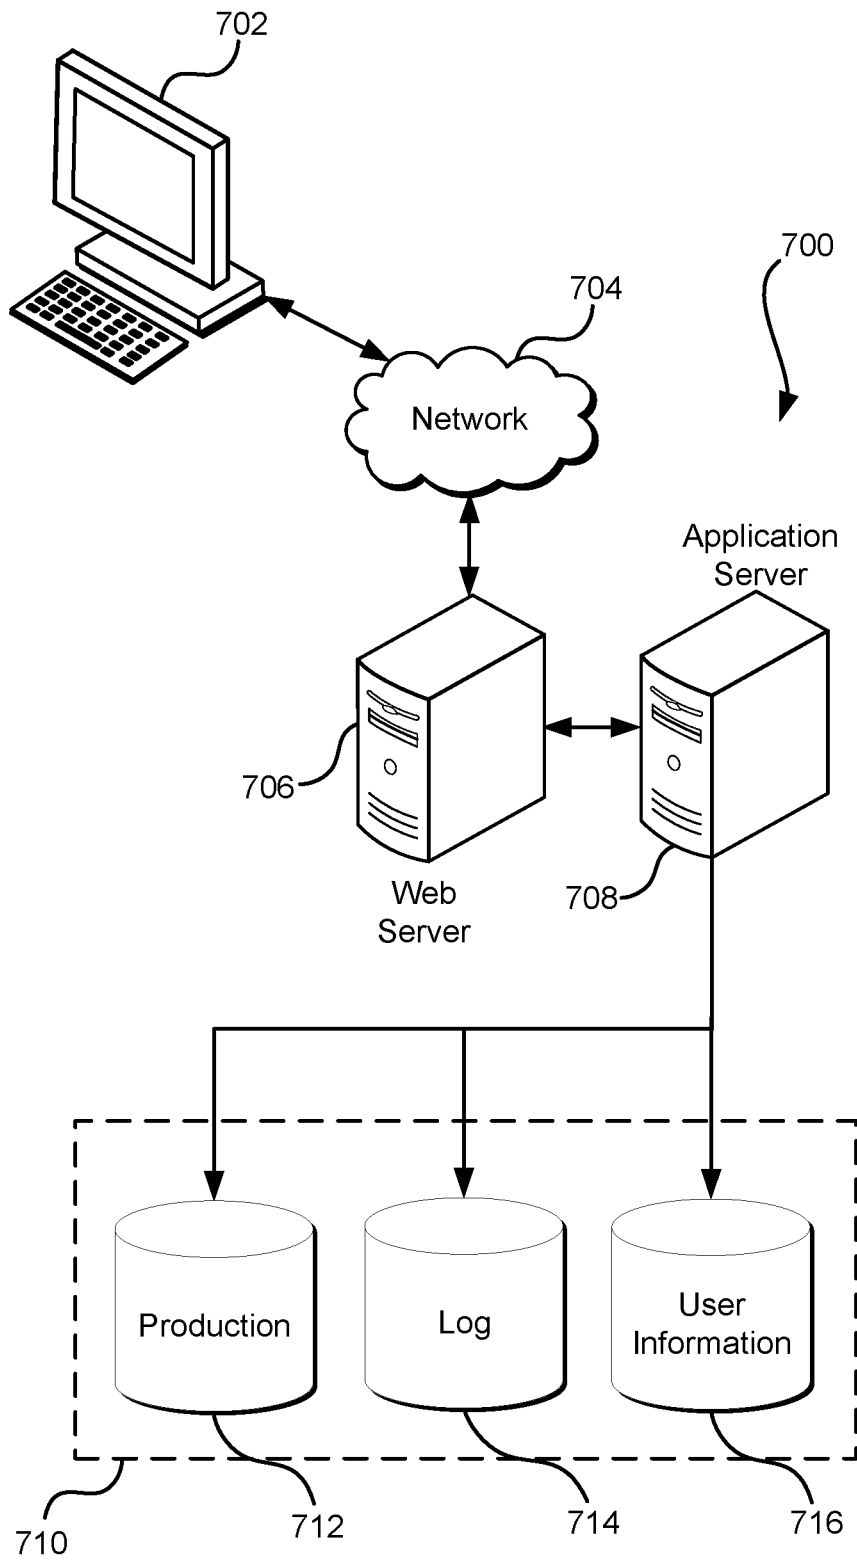 702
700
704
Network
Application
Server
706
708
Web
Server
Production
Log
User
Information
710
712
714
716